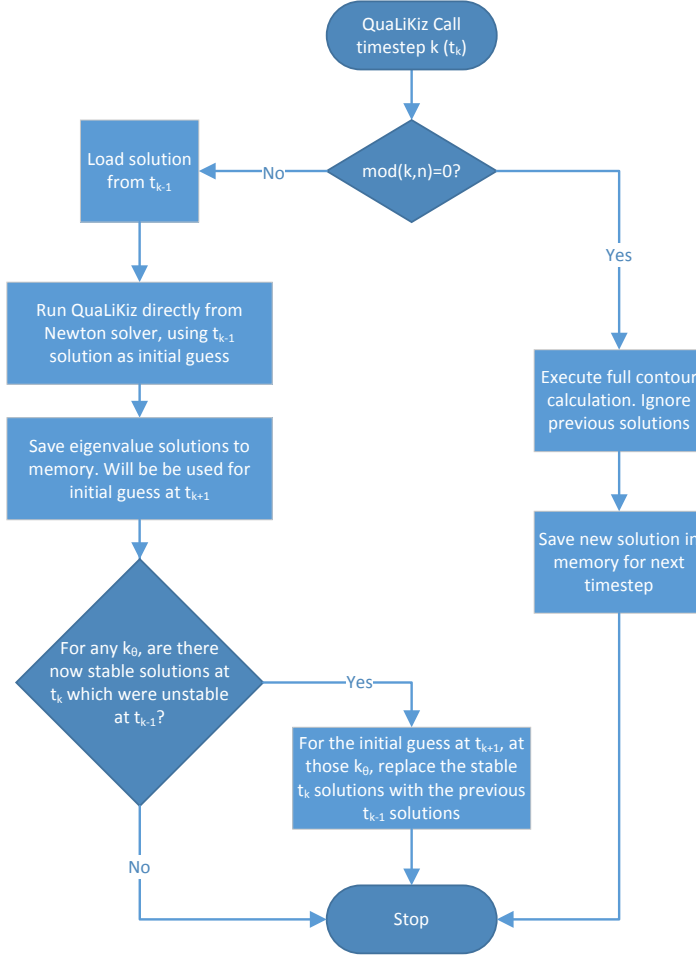 QuaLiKiz Call
timestep k (tₖ)
mod(k,n)=0?
No
Yes
Load solution
from tₖ₋₁
Run QuaLiKiz directly from
Newton solver, using tₖ₋₁
solution as initial guess
Execute full contour
calculation. Ignore
previous solutions
Save eigenvalue solutions to
memory. Will be be used for
initial guess at tₖ₊₁
Save new solution in
memory for next
timestep
For any k_θ, are there
now stable solutions at
tₖ which were unstable
at tₖ₋₁?
Yes
For the initial guess at tₖ₊₁, at
those k_θ, replace the stable
tₖ solutions with the previous
tₖ₋₁ solutions
No
Stop